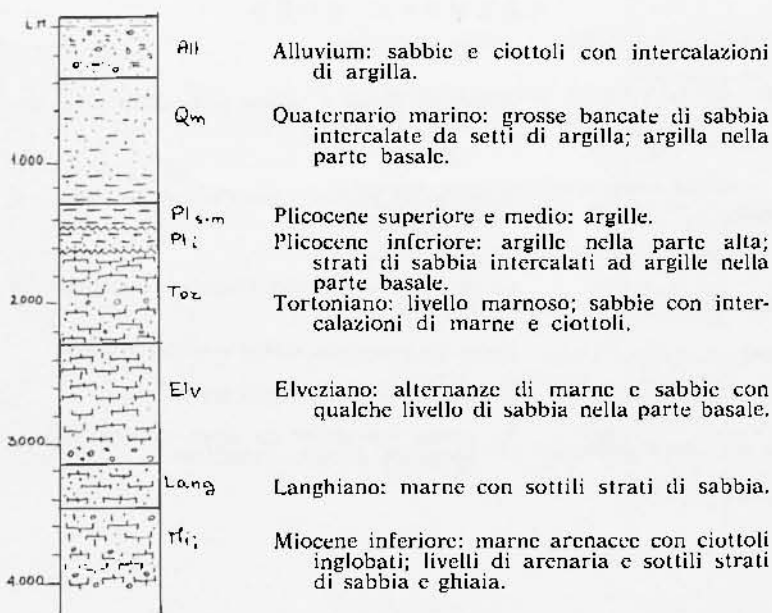 L.M.
All
Alluvium: sabbie e ciottoli con intercalazioni
di argilla.
Qm
Quaternario marino: grosse bancate di sabbia
intercalate da setti di argilla; argilla nella
parte basale.
1.000
Pl s.m
Plicocene superiore e medio: argille.
Pl i
Plicocene inferiore: argille nella parte alta;
strati di sabbia intercalati ad argille nella
parte basale.
2.000
Tor
Tortoniano: livello marnoso; sabbie con inter-
calazioni di marne e ciottoli.
Elv
Elveziano: alternanze di marne e sabbie con
qualche livello di sabbia nella parte basale.
3.000
Lang
Langhiano: marne con sottili strati di sabbia.
Mi i
Miocene inferiore: marne arenacee con ciottoli
inglobati; livelli di arenaria e sottili strati
di sabbia e ghiaia.
4.000